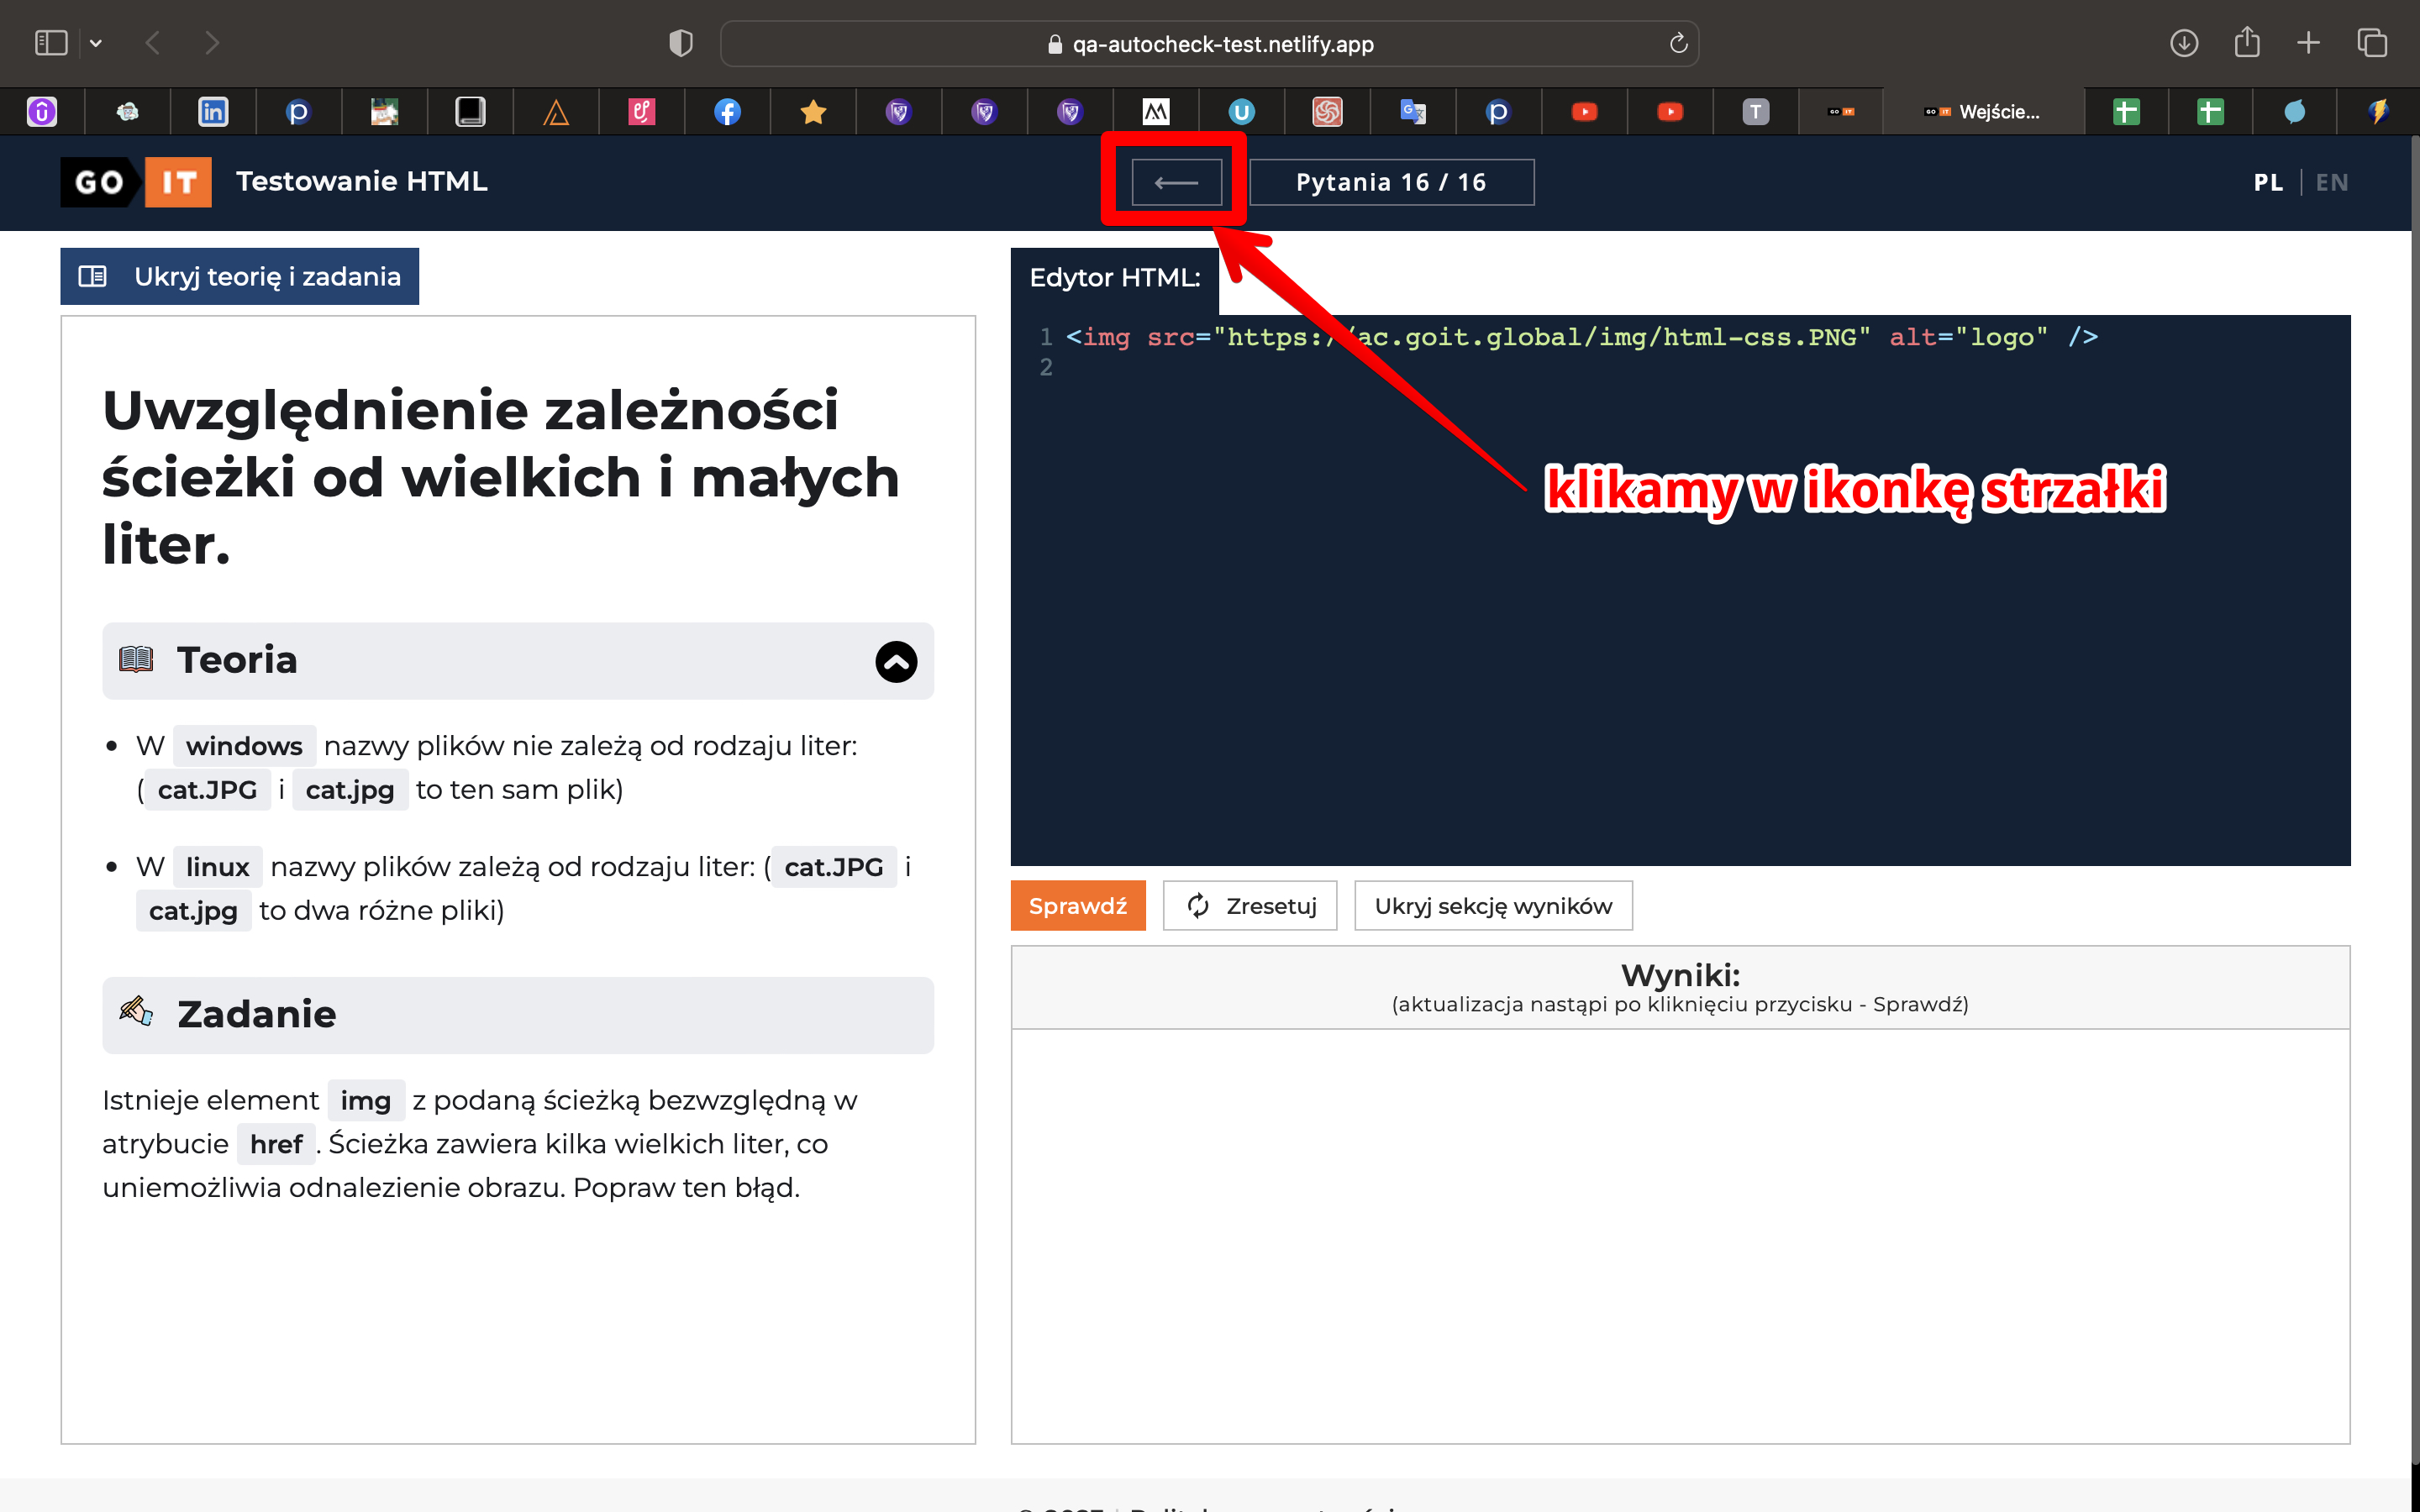 qa-autocheck-test.netlify.app
Wejście...
GO IT Testowanie HTML
Pytania 16 / 16
PL | EN
Ukryj teorię i zadania
Edytor HTML:
1 <img src="https:/ ac.goit.global/img/html-css.PNG" alt="logo" />
2
klikamy w ikonkę strzałki
Uwzględnienie zależności
ścieżki od wielkich i małych
liter.
Teoria
• W windows nazwy plików nie zależą od rodzaju liter:
( cat.JPG i cat.jpg to ten sam plik)
• W linux nazwy plików zależą od rodzaju liter: ( cat.JPG i
cat.jpg to dwa różne pliki)
Zadanie
Istnieje element img z podaną ścieżką bezwzględną w
atrybucie href . Ścieżka zawiera kilka wielkich liter, co
uniemożliwia odnalezienie obrazu. Popraw ten błąd.
Sprawdź
Zresetuj
Ukryj sekcję wyników
Wyniki:
(aktualizacja nastąpi po kliknięciu przycisku - Sprawdź)